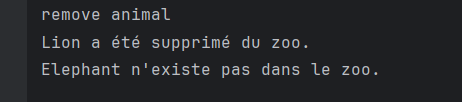 remove animal
Lion a été supprimé du zoo.
Elephant n'existe pas dans le zoo.